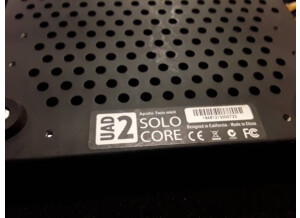 UAD 2
Apollo Twin MKII
SOLO
CORE
Designed in California - Made in China
CE FC